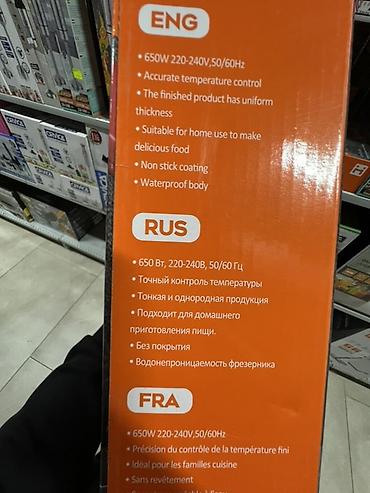 ENG
• 650W 220-240V,50/60Hz
• Accurate temperature control
• The finished product has uniform
thickness
• Suitable for home use to make
delicious food
• Non stick coating
• Waterproof body
RUS
• 650 Вт, 220-240В, 50/60 Гц
• Точный контроль температуры
• Тонкая и однородная продукция
• Подходит для домашнего
приготовления пищи.
• Без покрытия
• Водонепроницаемость фрезерника
FRA
• 650W 220-240V,50/60Hz
• Précision du contrôle de la température fini
• Idéal pour les familles cuisine
• Sans revêtement